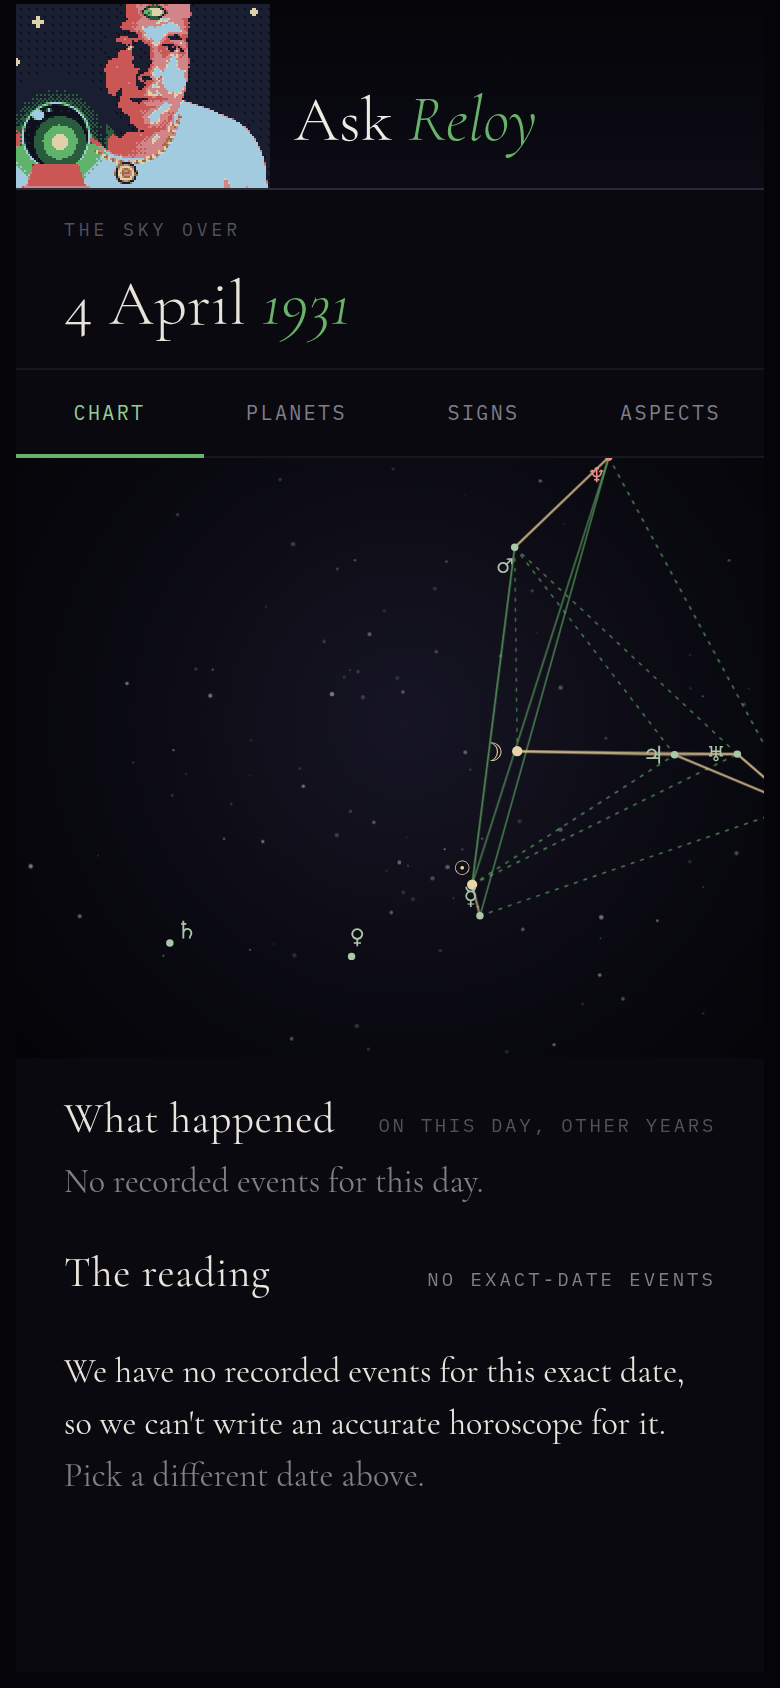 Ask Reloy
THE SKY OVER
4 April 1931
CHART PLANETS SIGNS ASPECTS
♆
♂
☽ ♃ ♅
☉
☿
♄ ♀
What happened ON THIS DAY, OTHER YEARS
No recorded events for this day.
The reading NO EXACT-DATE EVENTS
We have no recorded events for this exact date,
so we can't write an accurate horoscope for it.
Pick a different date above.